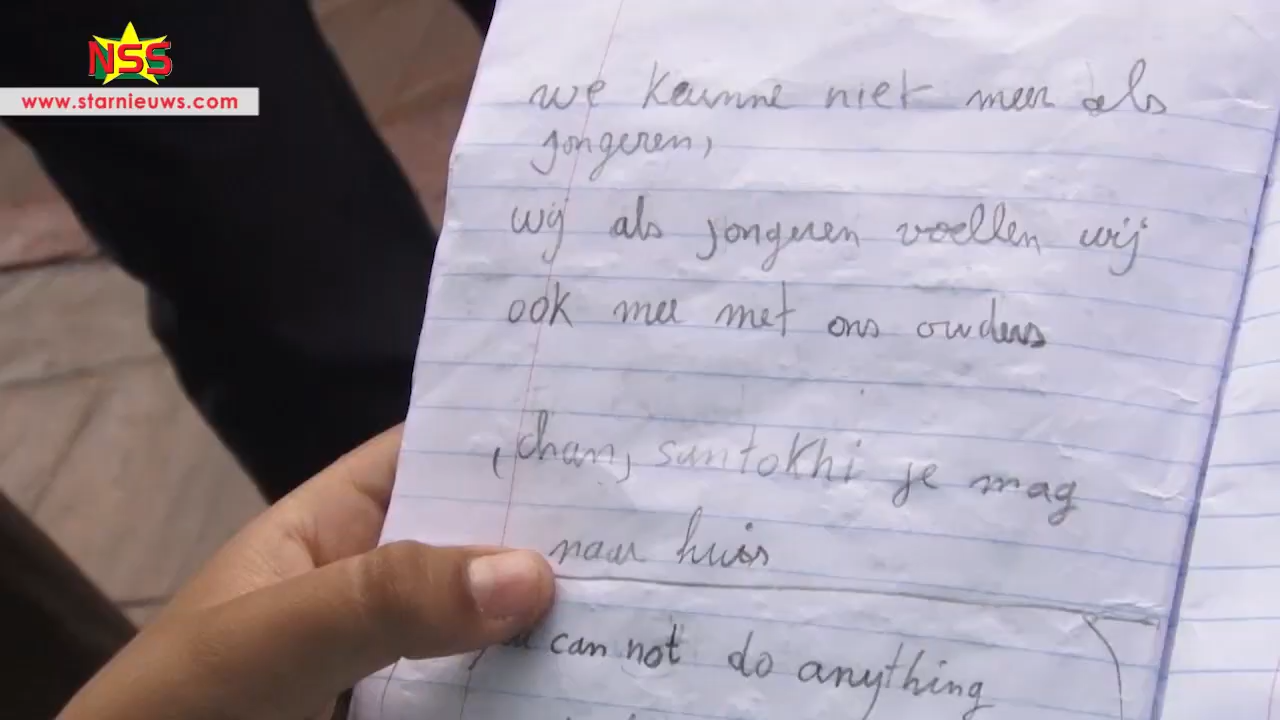 NSS
www.starnieuws.com
we kunne niet meer als
jongeren,
wij als jongeren voellen wij
ook mee met ons ouders
(chan, santokhi je mag
naar huis
can not do anything